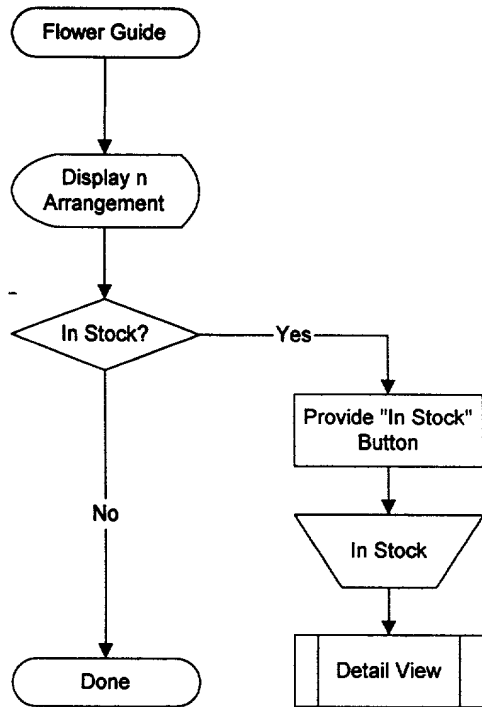 Flower Guide
Display n
Arrangement
In Stock?
Yes
Provide "In Stock"
Button
No
In Stock
Done
Detail View